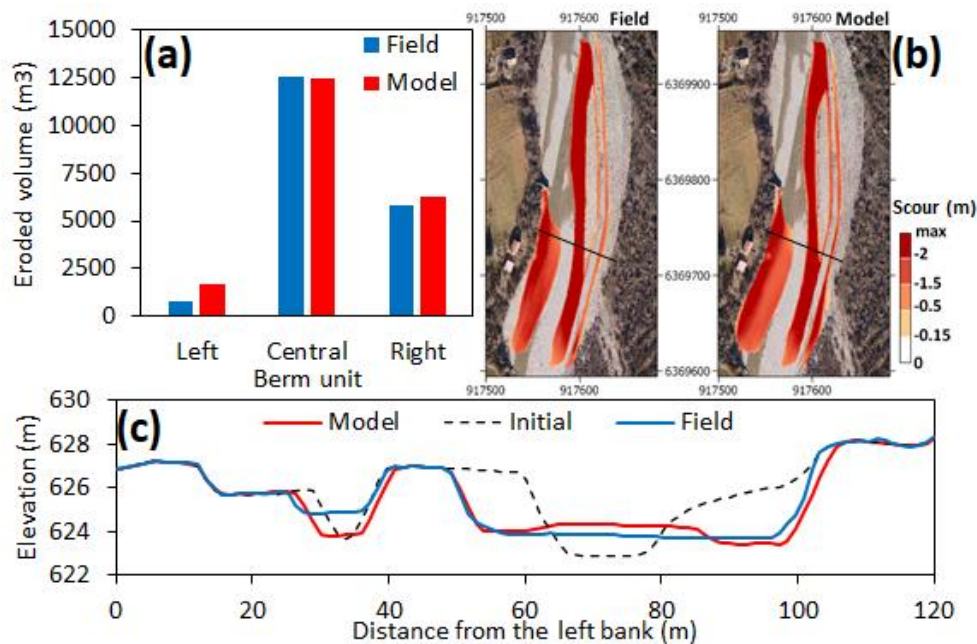 15000
12500
10000
7500
5000
2500
0
Eroded volume (m3)
(a)
Field
Model
Left
Central
Right
Berm unit
917500
917600
Field
917500
917600
Model
(b)
6369900
6369800
6369700
6369600
917500
917600
917500
917600
Scour (m)
max
-2
-1.5
-0.5
-0.15
0
630
628
626
624
622
Elevation (m)
(c)
Model
Initial
Field
0
20
40
60
80
100
120
Distance from the left bank (m)